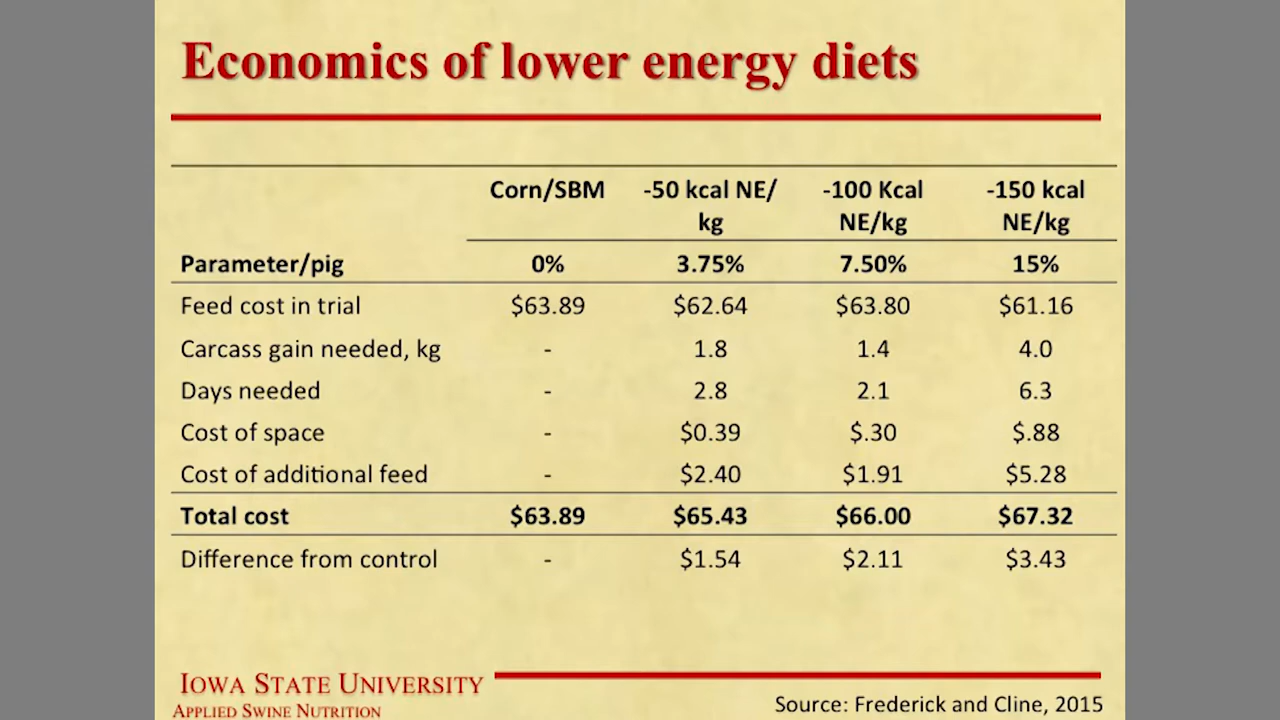 Economics of lower energy diets
Corn/SBM -50 kcal NE/ -100 Kcal -150 kcal
kg NE/kg NE/kg
Parameter/pig 0% 3.75% 7.50% 15%
Feed cost in trial $63.89 $62.64 $63.80 $61.16
Carcass gain needed, kg - 1.8 1.4 4.0
Days needed - 2.8 2.1 6.3
Cost of space - $0.39 $.30 $.88
Cost of additional feed - $2.40 $1.91 $5.28
Total cost $63.89 $65.43 $66.00 $67.32
Difference from control - $1.54 $2.11 $3.43
IOWA STATE UNIVERSITY
APPLIED SWINE NUTRITION
Source: Frederick and Cline, 2015